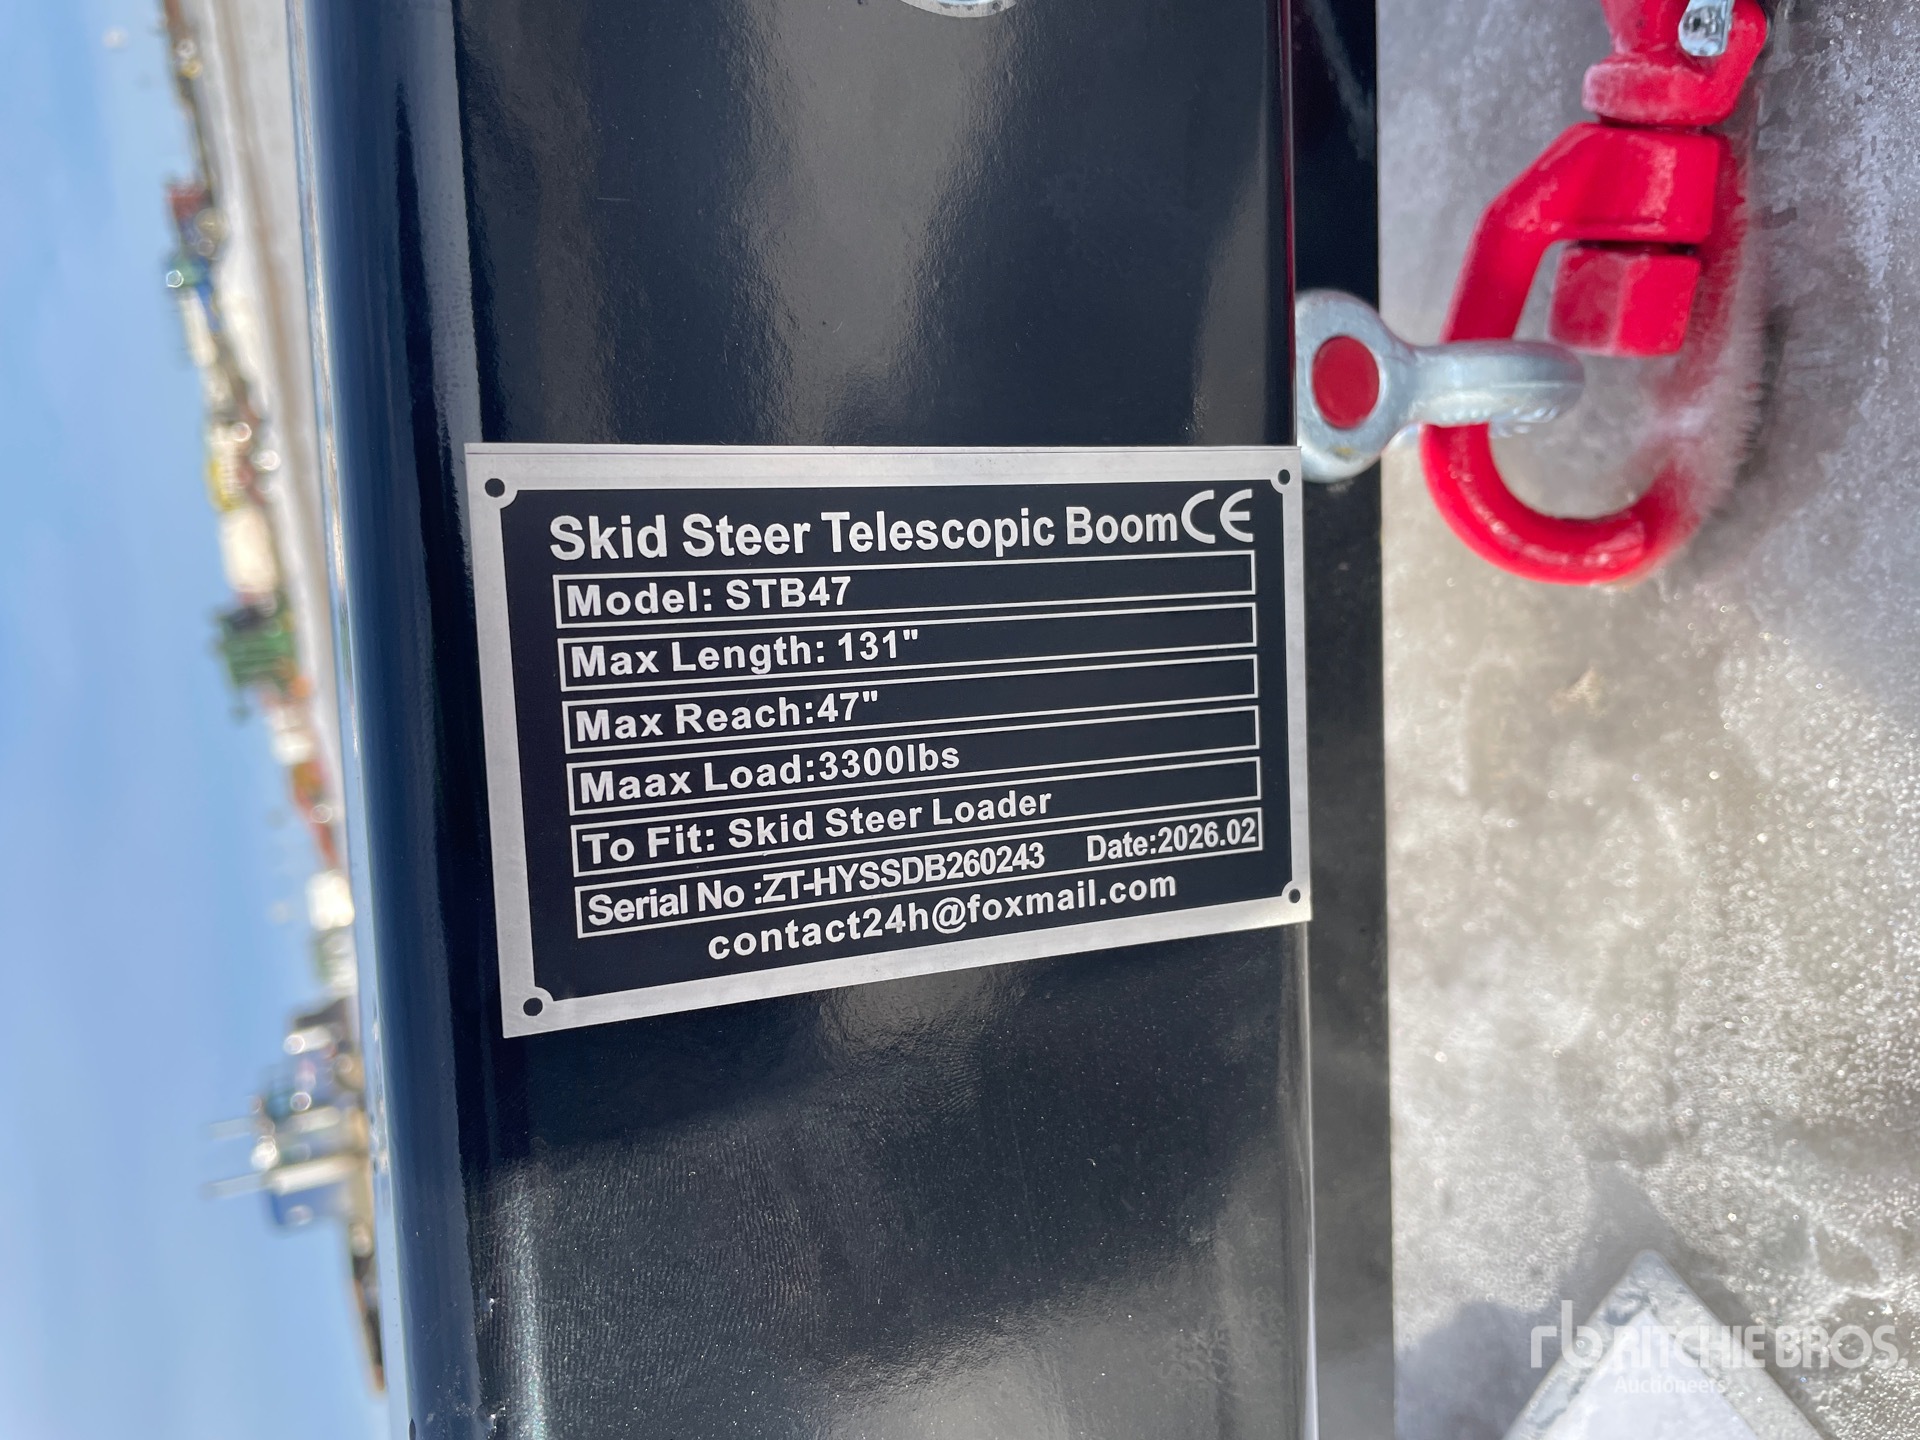 Skid Steer Telescopic Boom CE
Model: STB47
Max Length: 131"
Max Reach:47"
Maax Load:3300lbs
To Fit: Skid Steer Loader
Serial No :ZT-HYSSDB260243 Date:2026.02
contact24h@foxmail.com
rb RITCHIE BROS.
Auctioneers